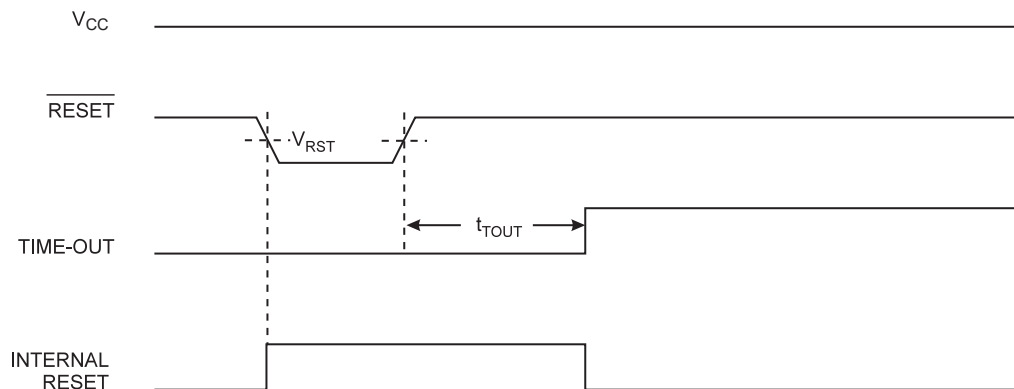 VCC
RESET
VRST
tTOUT
TIME-OUT
INTERNAL
RESET